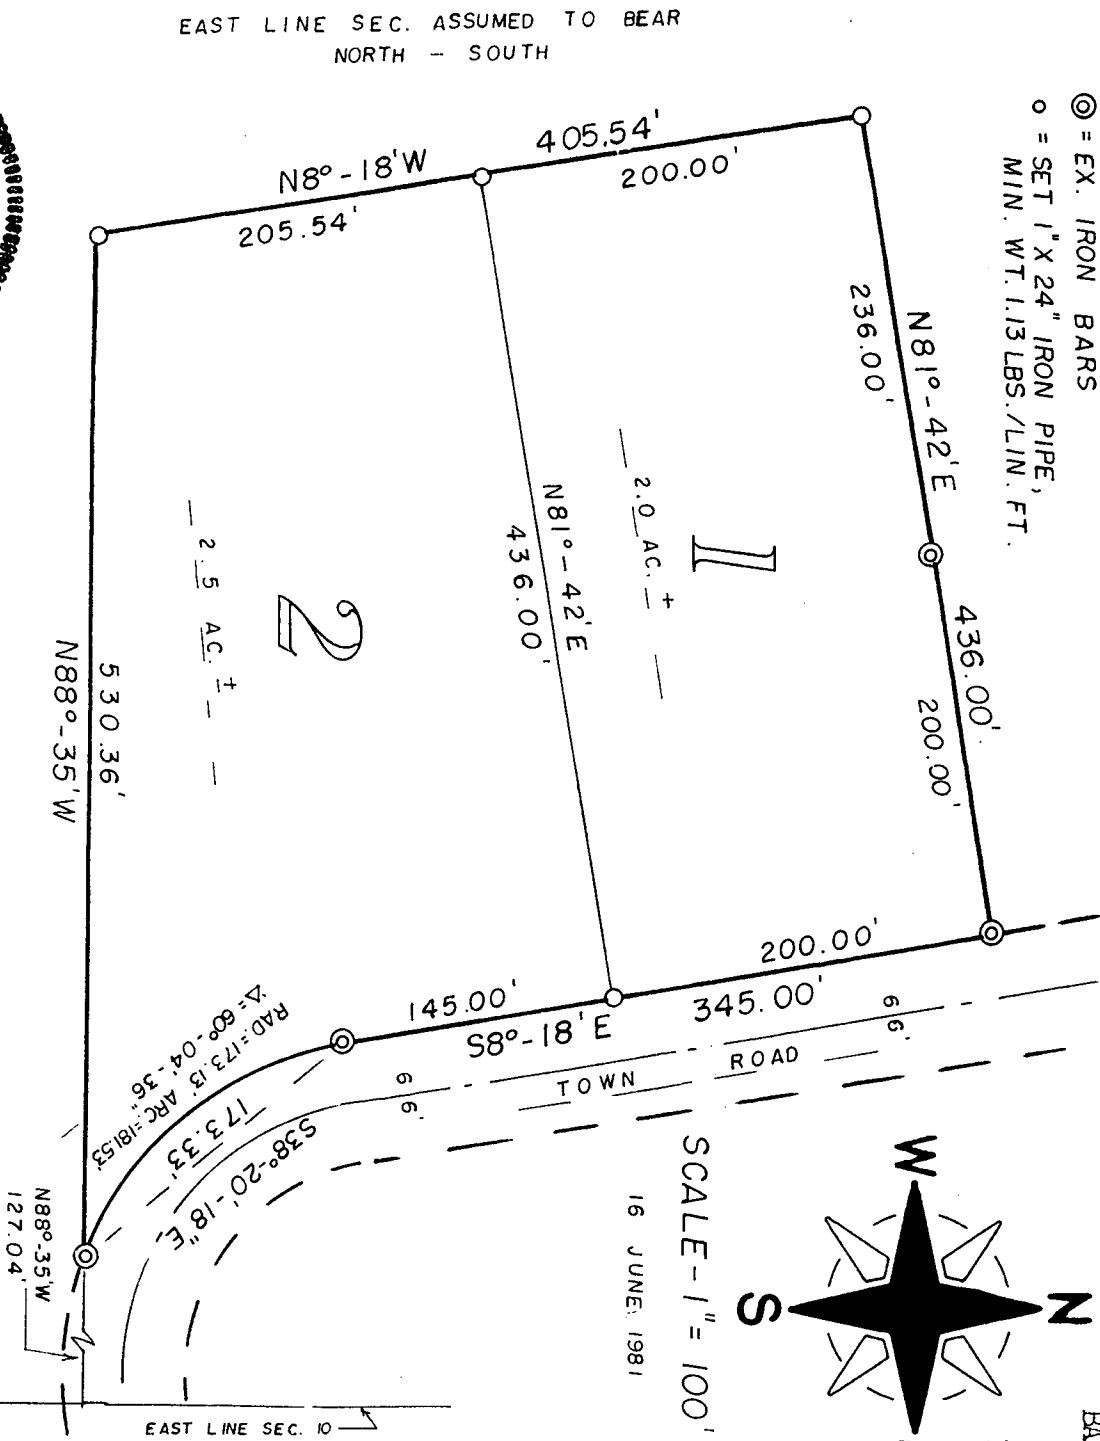 EAST LINE SEC. ASSUMED TO BEAR
NORTH - SOUTH
◎ = EX. IRON BARS
○ = SET 1" X 24" IRON PIPE,
MIN. WT. 1.13 LBS./LIN. FT.
N8°-18'W
405.54'
205.54'
200.00'
N81°-42'E
236.00'
436.00'
200.00'
1
2.0 AC. ±
N81°-42'E
436.00'
2
2.5 AC. ±
530.36'
N88°-35'W
200.00'
345.00'
145.00'
S8°-18'E
66'
66'
TOWN ROAD
RAD.=173.13' ARC.=181.53'
△=60°-04'-36"
173.33'
S38°-20'-18"E
N88°-35'W
127.04'
W
N
S
SCALE-1"=100'
16 JUNE, 1981
EAST LINE SEC. 10
BA